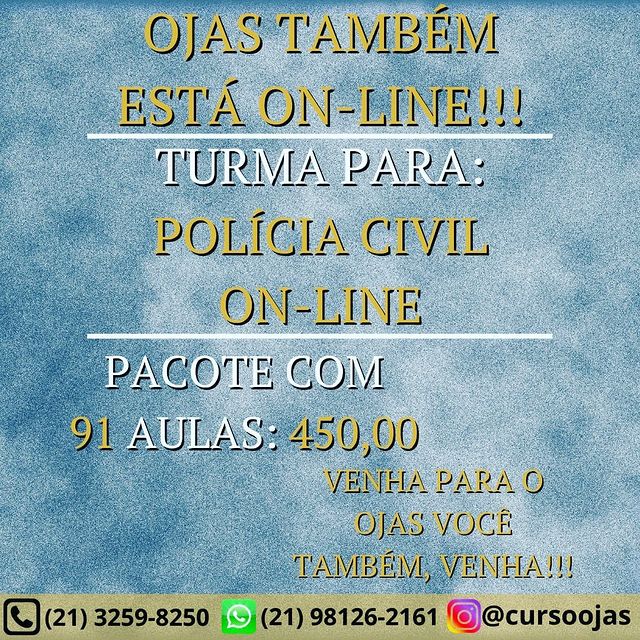 OJAS TAMBÉM
ESTÁ ON-LINE!!!
TURMA PARA:
POLÍCIA CIVIL
ON-LINE
PACOTE COM
91 AULAS: 450,00
VENHA PARA O
OJAS VOCÊ
TAMBÉM, VENHA!!!
(21) 3259-8250 (21) 98126-2161 @cursoojas